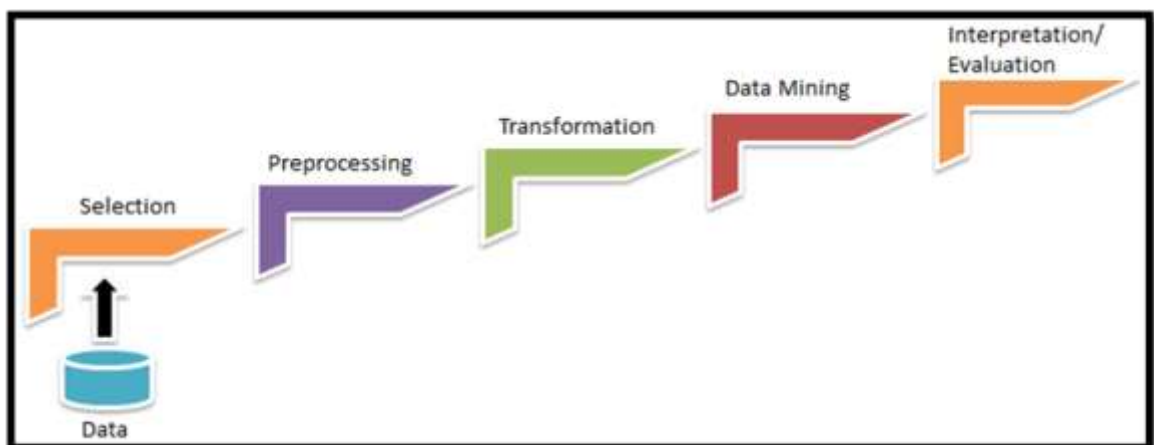 Interpretation/
Evaluation
Data Mining
Transformation
Preprocessing
Selection
Data